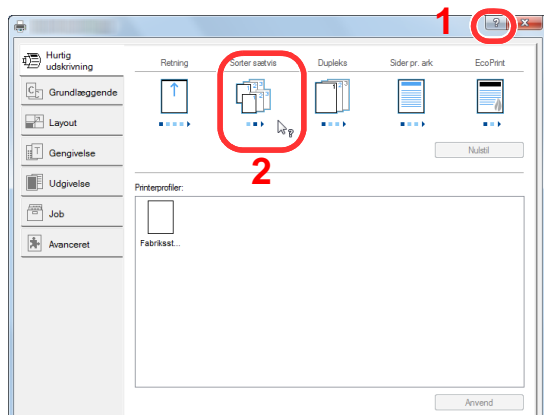 1
?
X
Hurtig
udskrivning
Grundlæggende
Layout
Gengivelse
Udgivelse
Job
Avanceret
Retning Sorter sætvis Dupleks Sider pr. ark EcoPrint
2
Nulstil
Printerprofiler:
Fabriksst...
Anvend